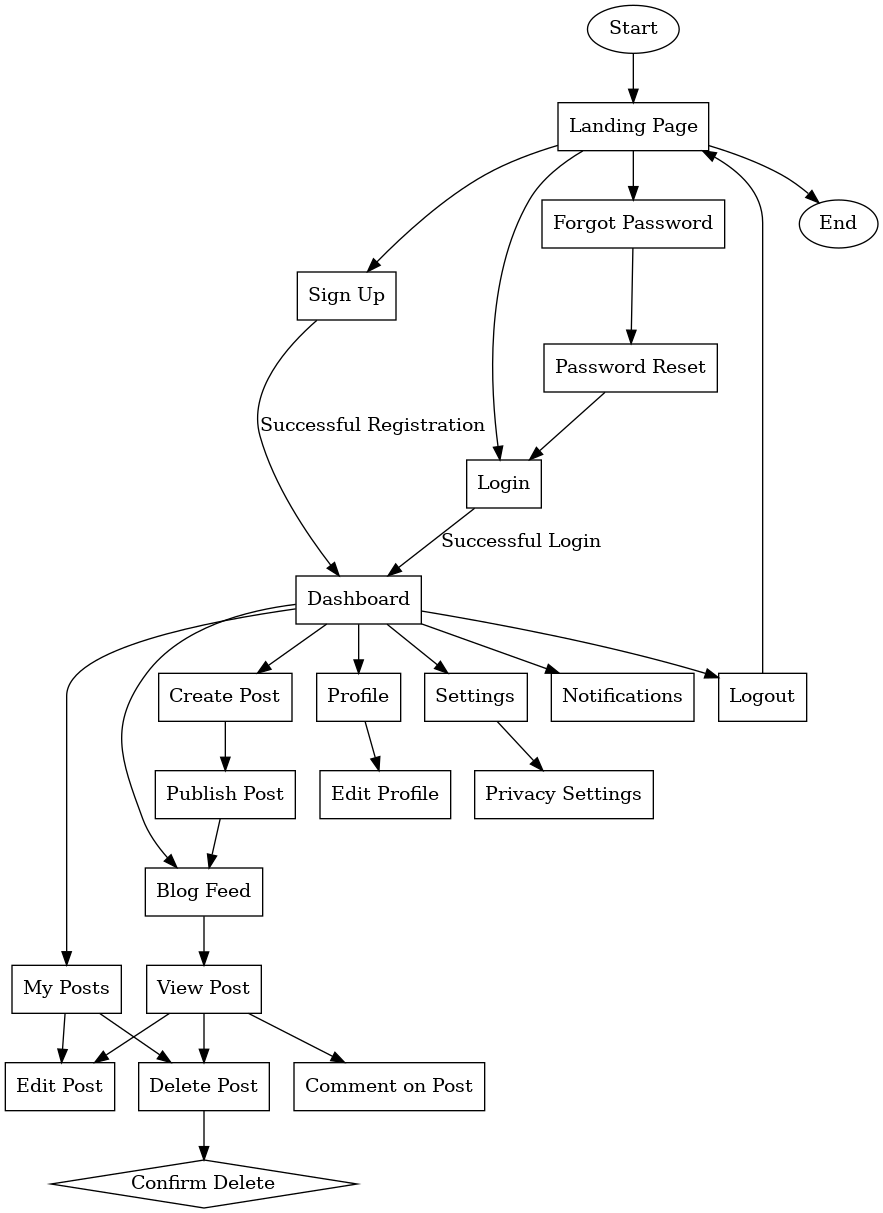 Start
Landing Page
Forgot Password
End
Sign Up
Password Reset
Successful Registration
Login
Successful Login
Dashboard
Create Post
Profile
Settings
Notifications
Logout
Publish Post
Edit Profile
Privacy Settings
Blog Feed
My Posts
View Post
Edit Post
Delete Post
Comment on Post
Confirm Delete